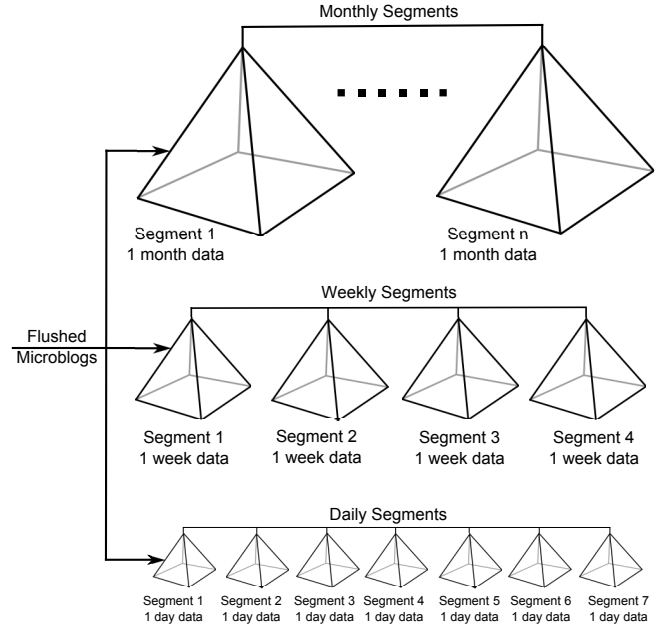 Monthly Segments
Segment 1
1 month data
Segment n
1 month data
Weekly Segments
Flushed
Microblogs
Segment 1
1 week data
Segment 2
1 week data
Segment 3
1 week data
Segment 4
1 week data
Daily Segments
Segment 1
1 day data
Segment 2
1 day data
Segment 3
1 day data
Segment 4
1 day data
Segment 5
1 day data
Segment 6
1 day data
Segment 7
1 day data